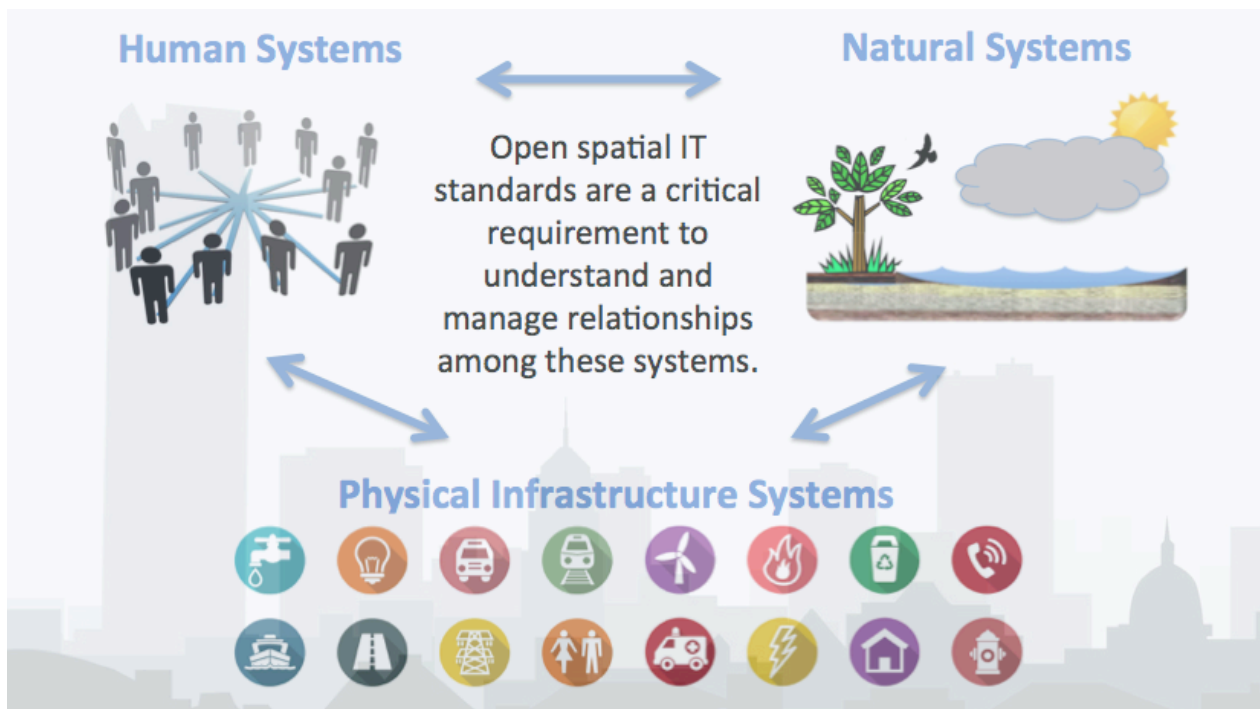 Human Systems
Natural Systems
Open spatial IT
standards are a critical
requirement to
understand and
manage relationships
among these systems.
Physical Infrastructure Systems